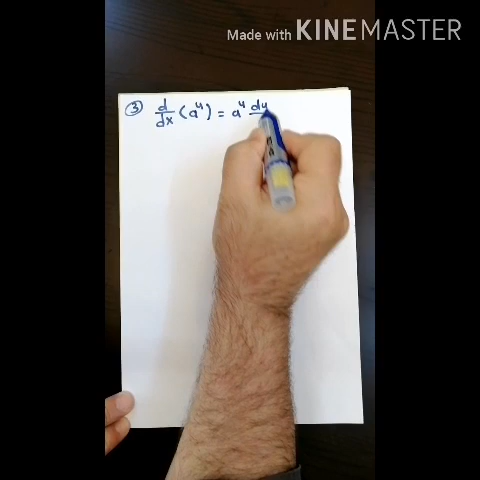 Made with KINEMASTER
③ d/dx (a^u) = a^u du